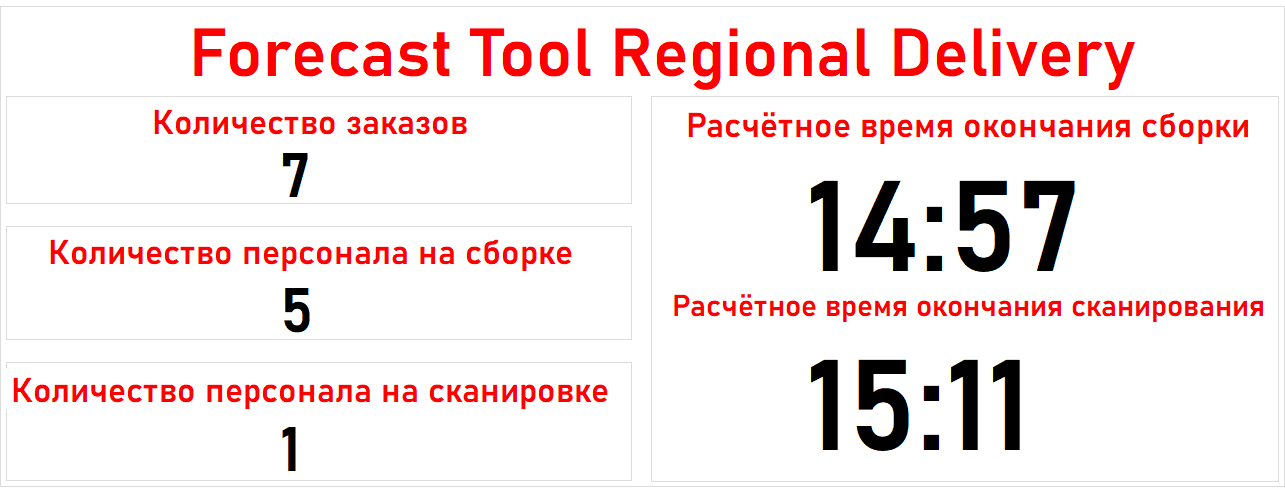 Forecast Tool Regional Delivery
Количество заказов
7
Количество персонала на сборке
5
Количество персонала на сканировке
1
Расчётное время окончания сборки
14:57
Расчётное время окончания сканирования
15:11